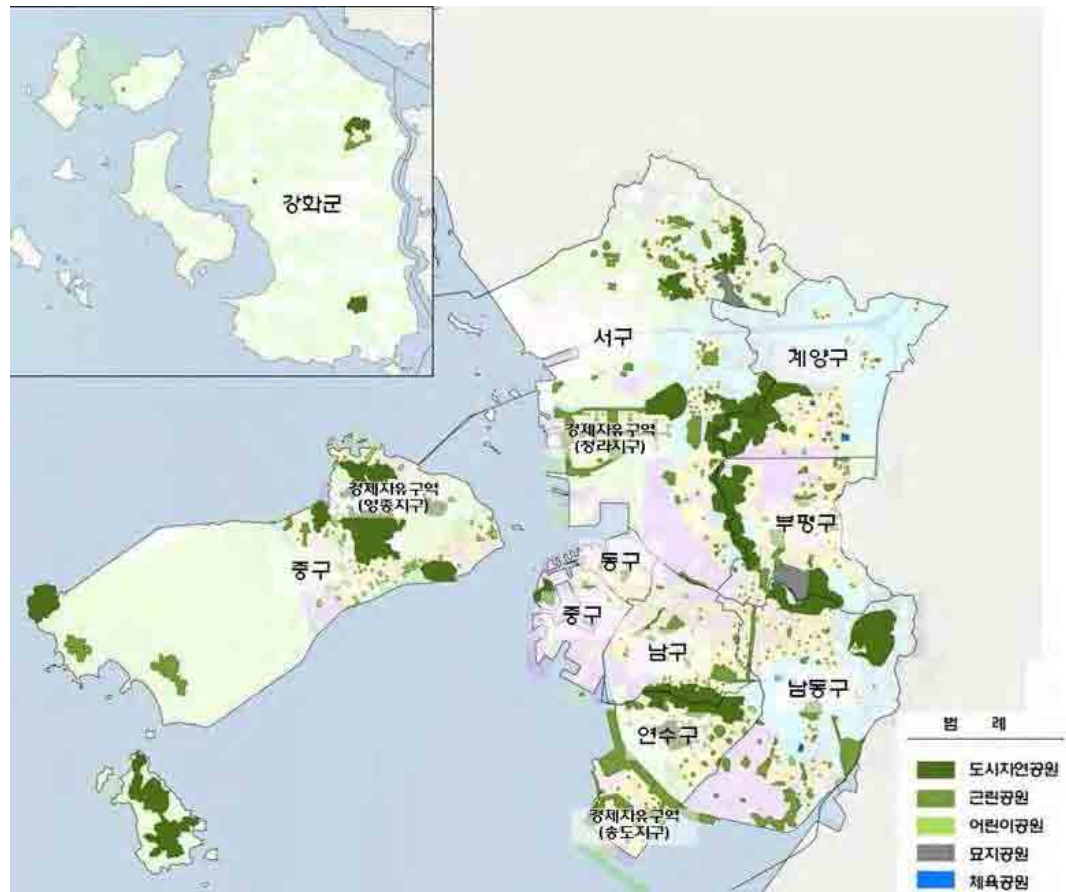 강화군
서구
계양구
경제자유구역
(청라지구)
경제자유구역
(영종지구)
부평구
중구
동구
중구
남구
남동구
연수구
경제자유구역
(송도지구)
범 례
도시자연공원
근린공원
어린이공원
묘지공원
체육공원